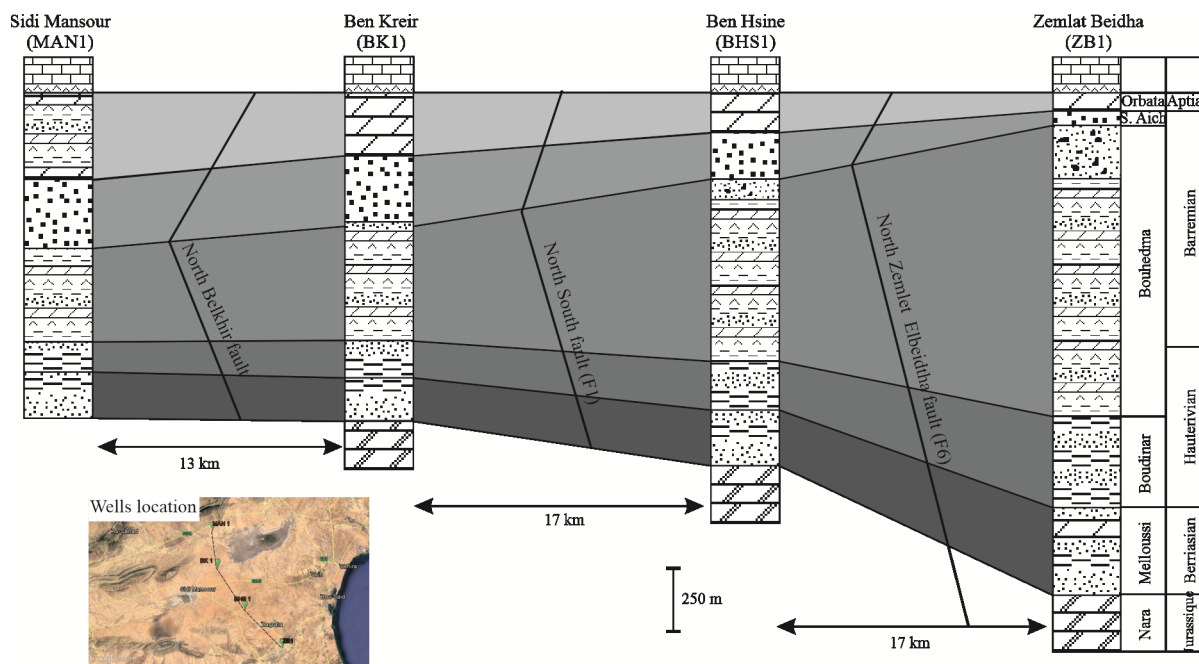 Sidi Mansour
(MAN1)
Ben Kreir
(BK1)
Ben Hsine
(BHS1)
Zemlat Beidha
(ZB1)
Orbata
Aptia
S. Aich
Barremian
Bouhedma
North Belkhir fault
North South fault (F1)
North Zemlet Elbeidtha fault (F6)
Hauterivian
Boudinar
13 km
17 km
Wells location
MAN 1
BK 1
Sidi Mansour
BHS 1
ZB1
250 m
Melloussi
Berriasian
17 km
Nara
Jurassique